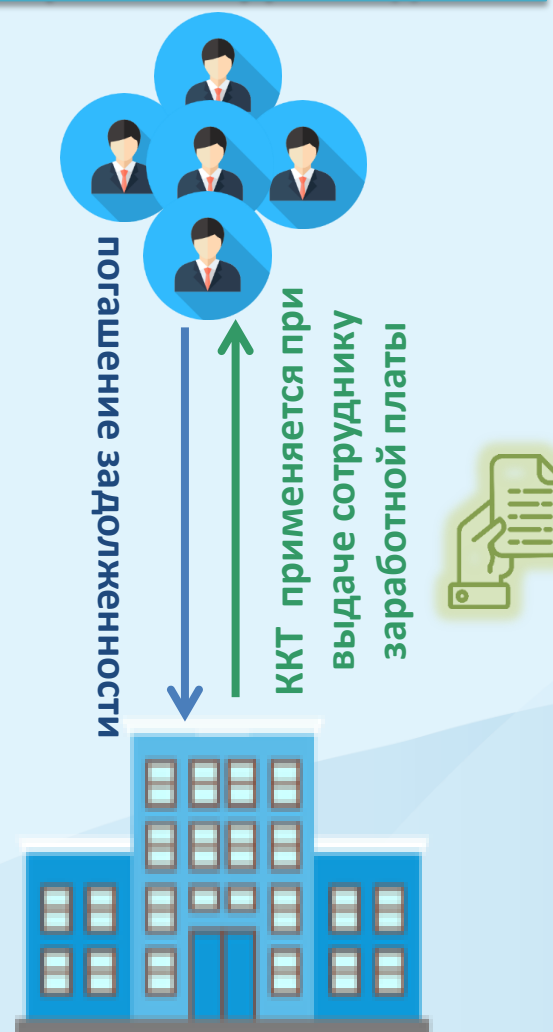 погашение задолженности
ККТ применяется при
выдаче сотруднику
заработной платы